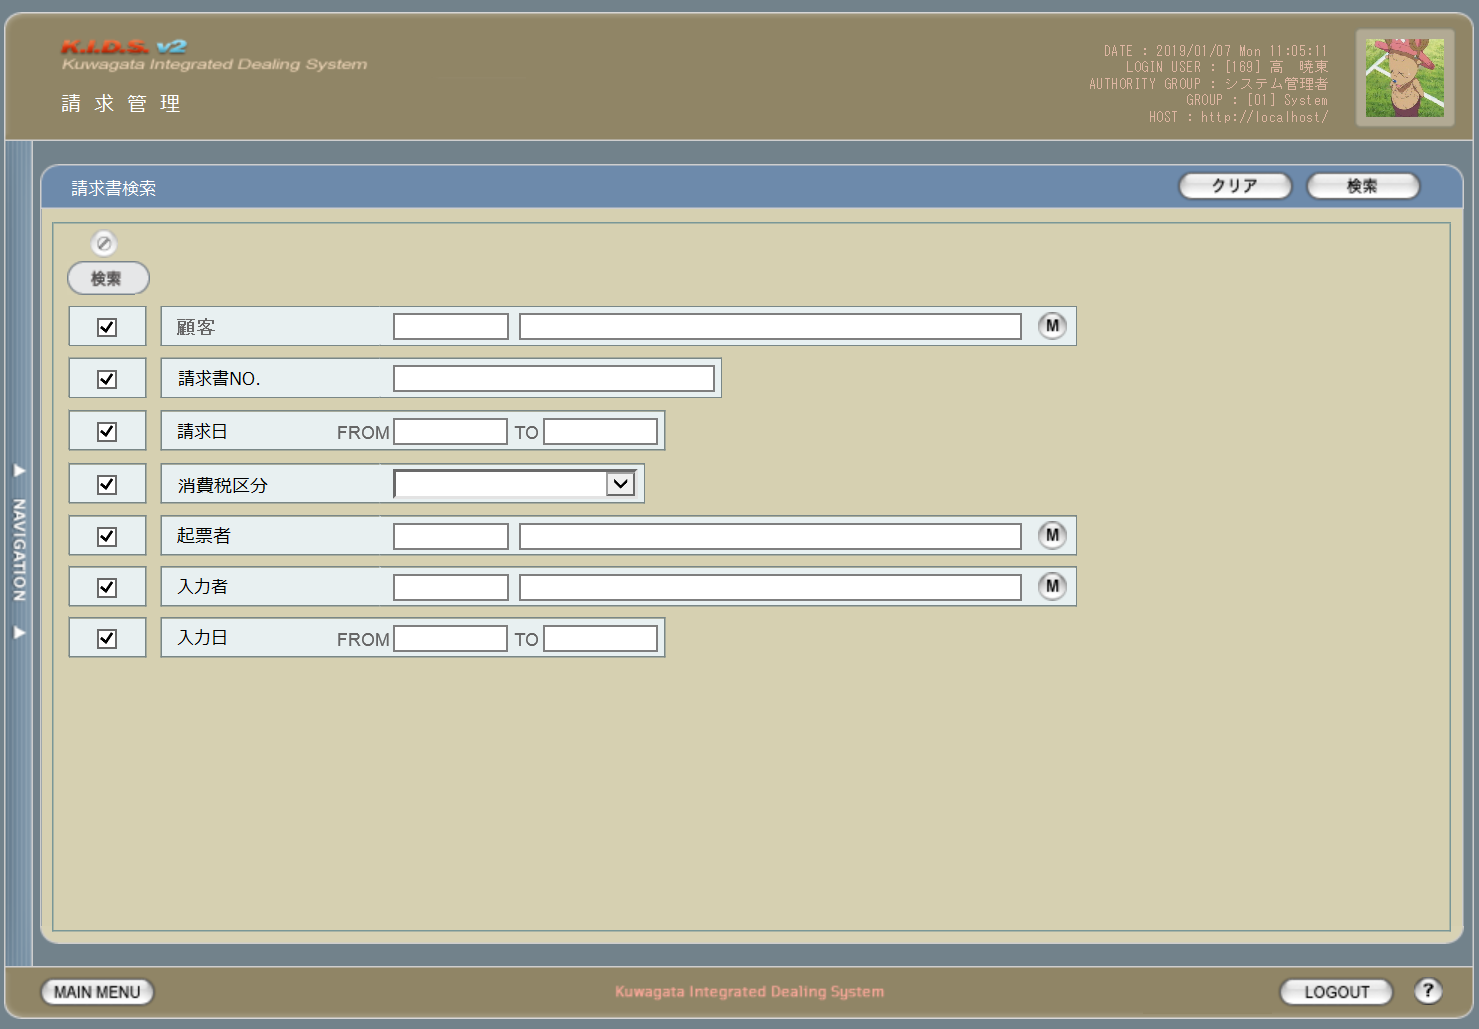 K.I.D.S. v2
Kuwagata Integrated Dealing System
請求管理
DATE : 2019/01/07 Mon 11:05:11
LOGIN USER : [169] 高　暁東
AUTHORITY GROUP : システム管理者
GROUP : [01] System
HOST : http://localhost/
請求書検索
クリア
検索
検索
顧客
M
請求書NO.
請求日 FROM TO
消費税区分
起票者
M
入力者
M
入力日 FROM TO
NAVIGATION
MAIN MENU
Kuwagata Integrated Dealing System
LOGOUT
?